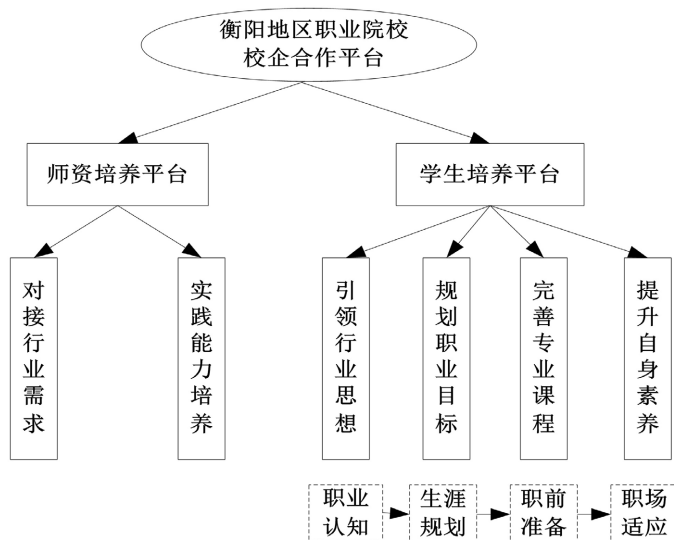 衡阳地区职业院校
校企合作平台
师资培养平台
学生培养平台
对接行业需求
实践能力培养
引领行业思想
规划职业目标
完善专业课程
提升自身素养
职业
认知
生涯
规划
职前
准备
职场
适应